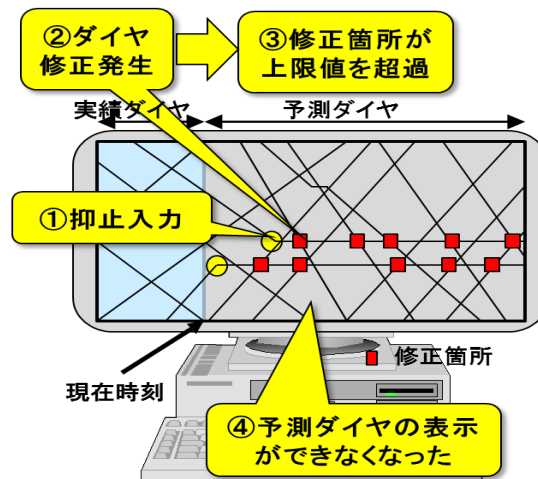 ②ダイヤ
修正発生
③修正箇所が
上限値を超過
実績ダイヤ
予測ダイヤ
①抑止入力
修正箇所
現在時刻
④予測ダイヤの表示
ができなくなった